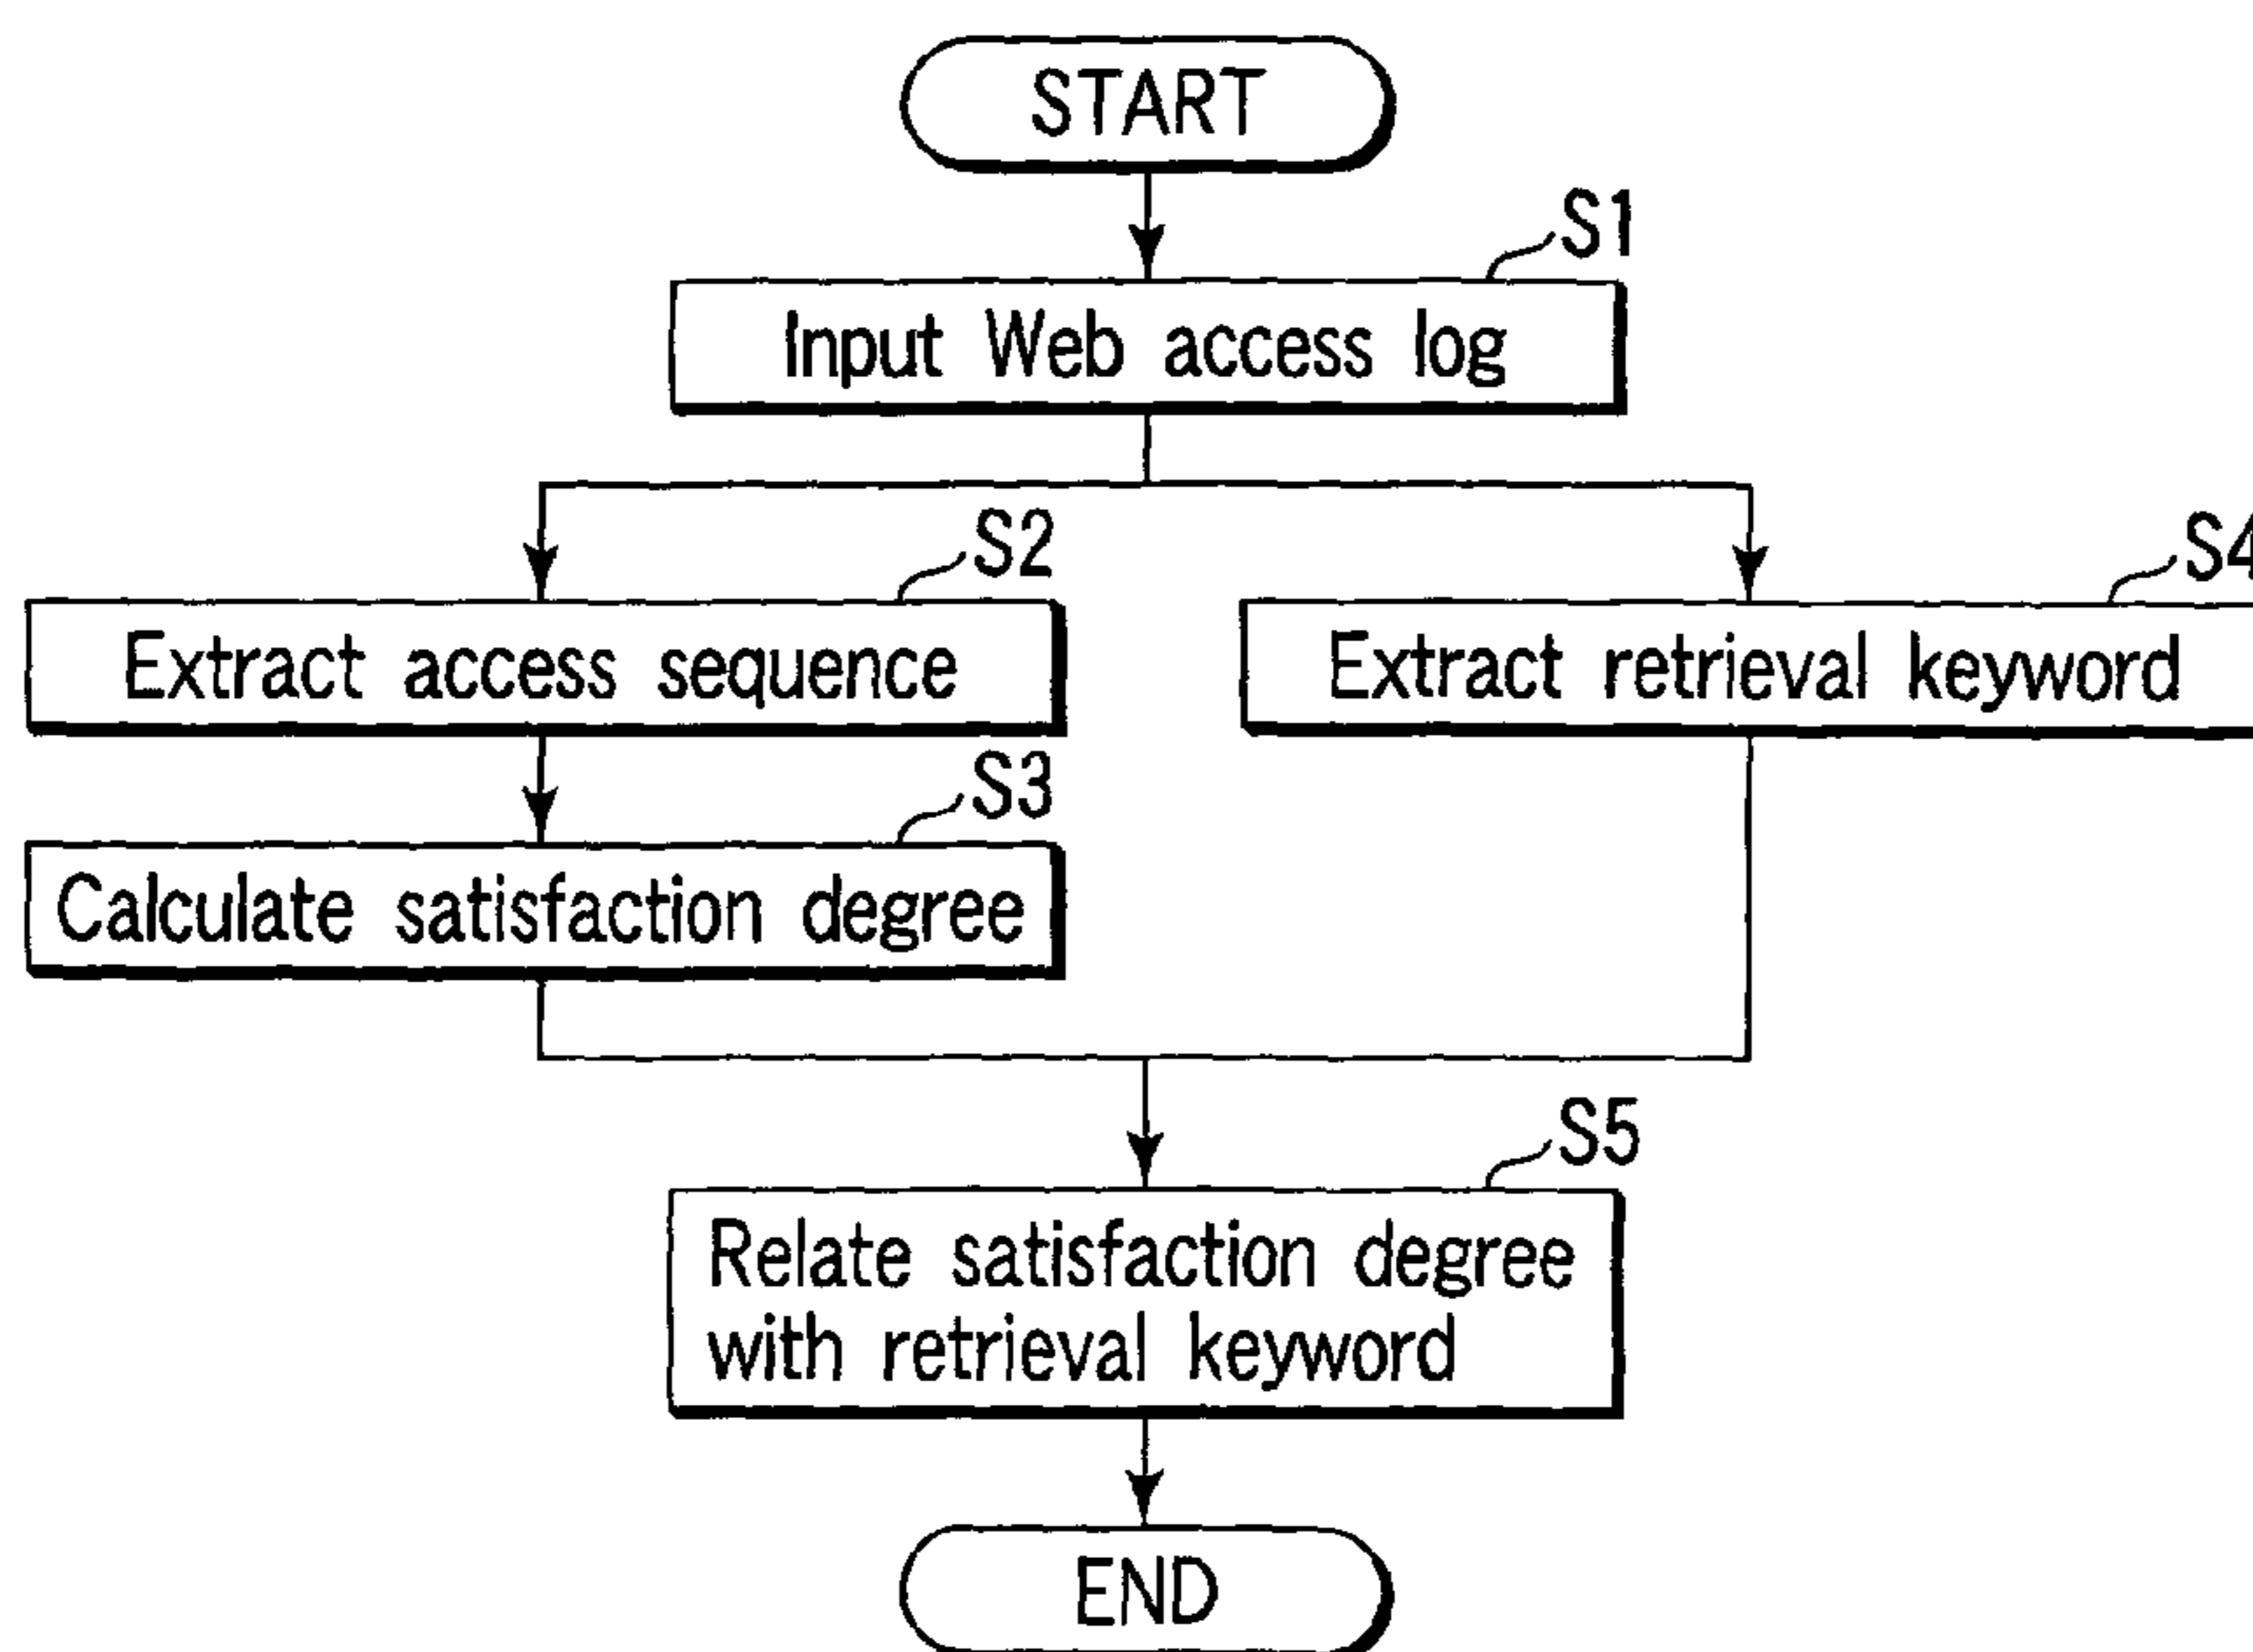 START
S1
Input Web access log
S2
Extract access sequence
S4
Extract retrieval keyword
S3
Calculate satisfaction degree
S5
Relate satisfaction degree
with retrieval keyword
END